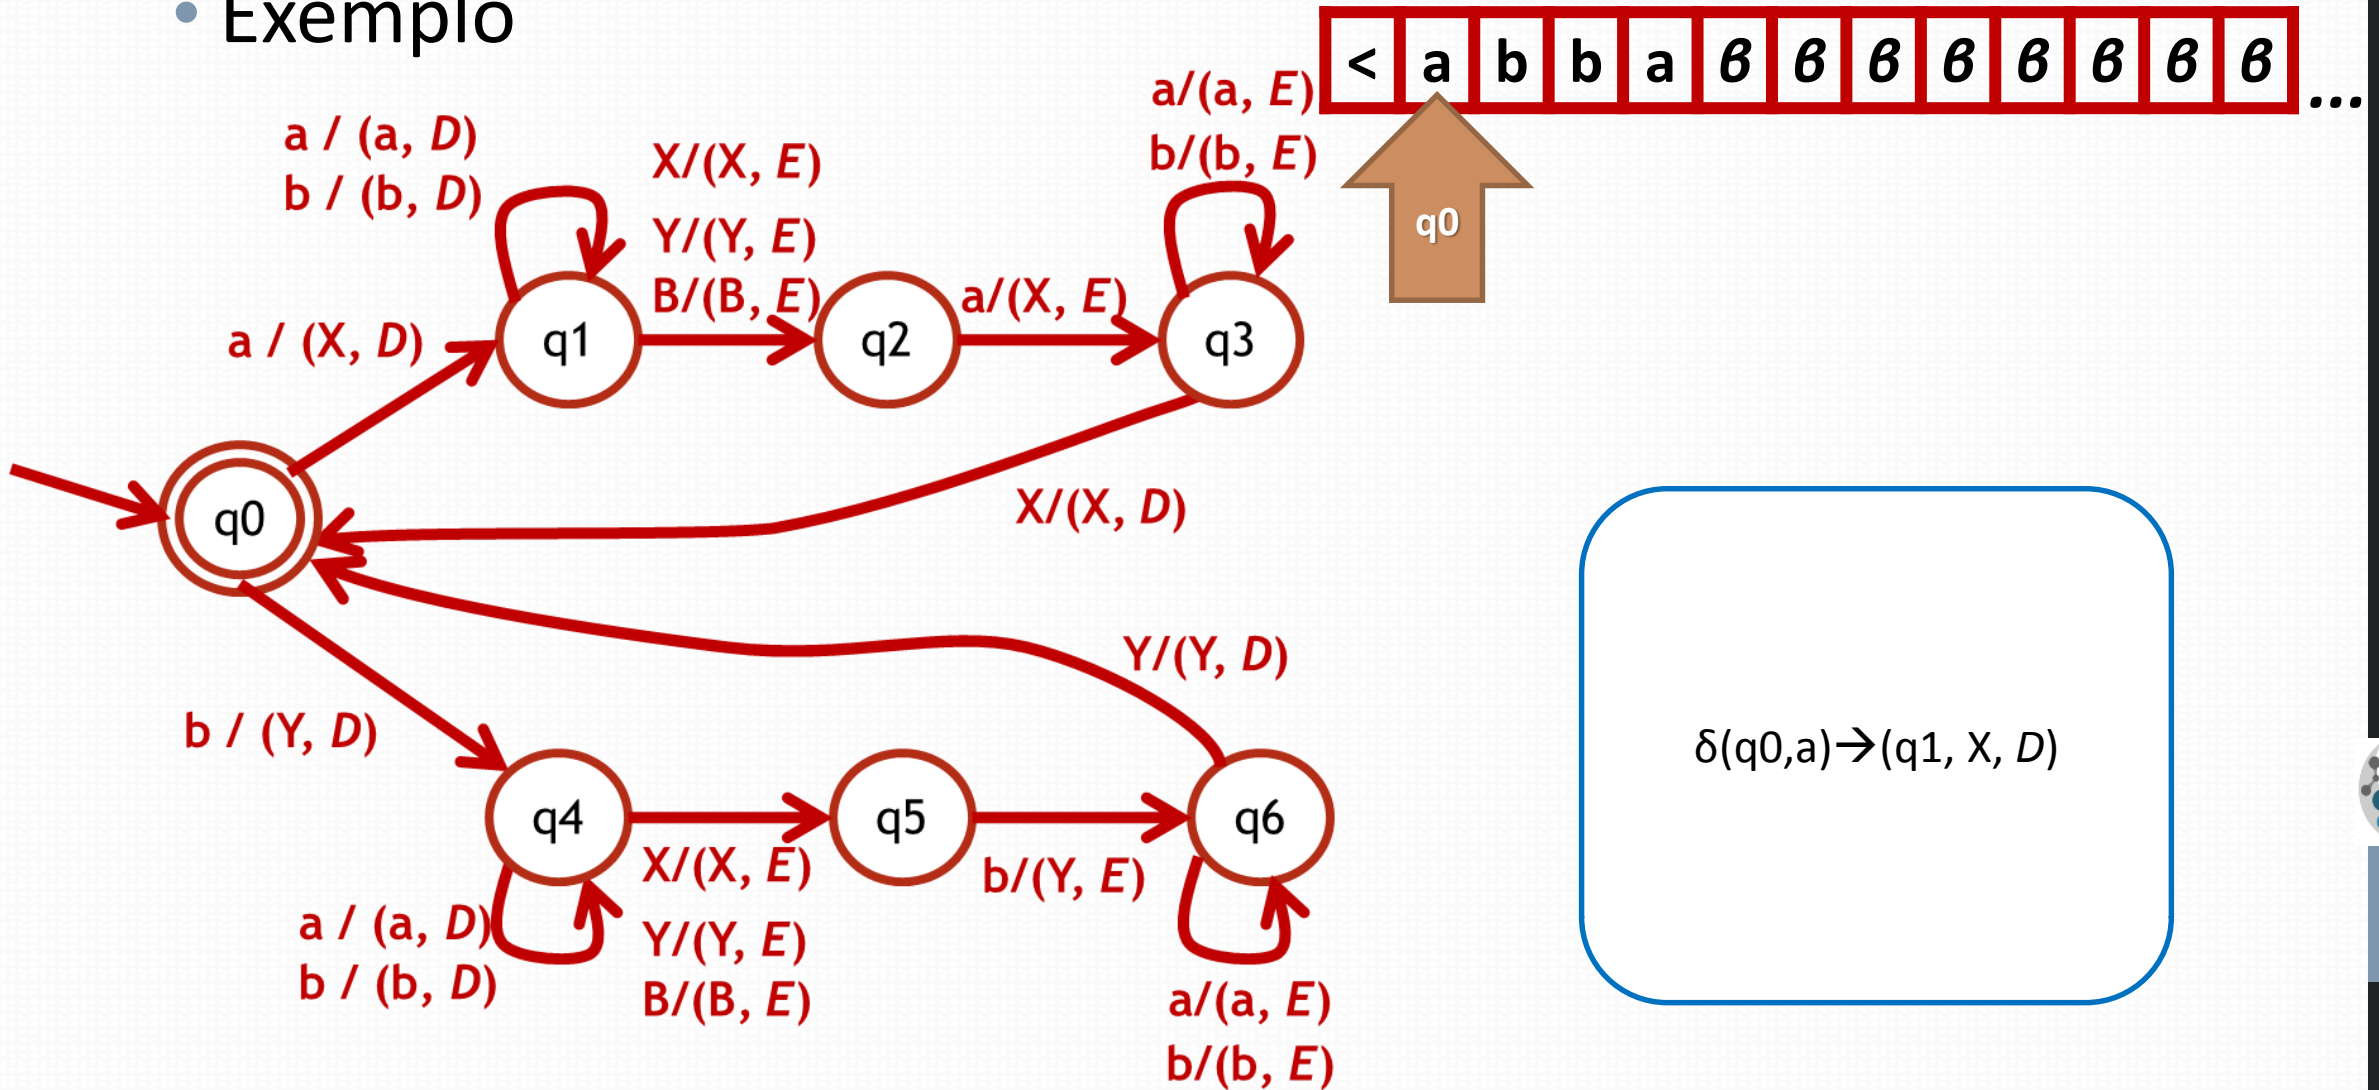 • Exemplo
< a b b a β β β β β β β β ...
q0
a / (a, D)
b / (b, D)
X/(X, E)
Y/(Y, E)
B/(B, E)
a/(a, E)
b/(b, E)
a / (X, D)
q1
q2
a/(X, E)
q3
q0
X/(X, D)
b / (Y, D)
Y/(Y, D)
q4
q5
q6
X/(X, E)
Y/(Y, E)
B/(B, E)
b/(Y, E)
a / (a, D)
b / (b, D)
a/(a, E)
b/(b, E)
δ(q0,a)→(q1, X, D)